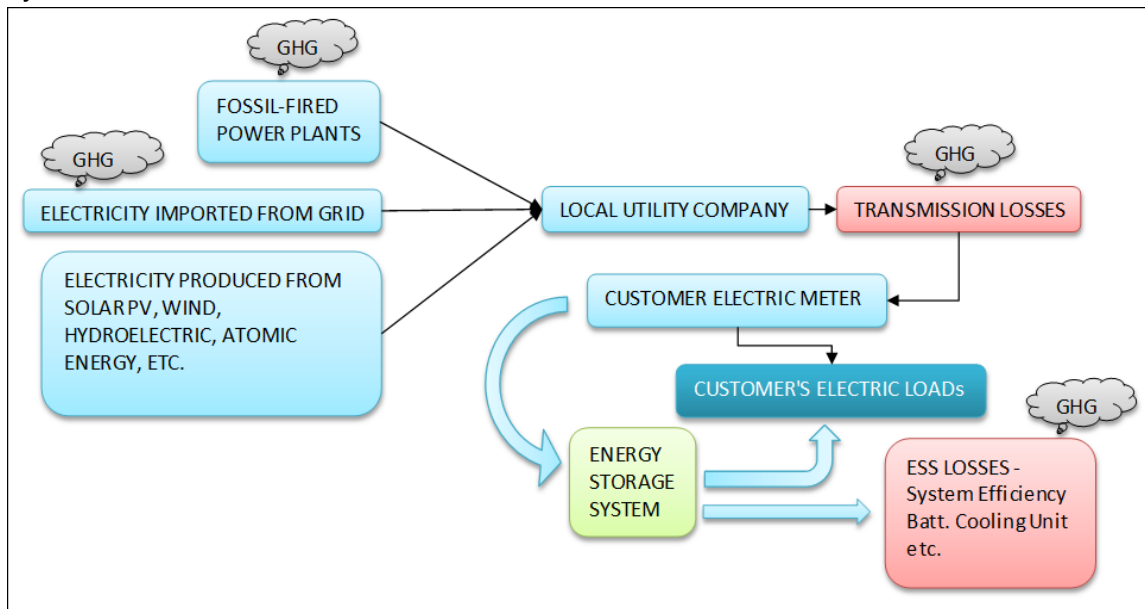 GHG
FOSSIL-FIRED
POWER PLANTS
GHG
ELECTRICITY IMPORTED FROM GRID
LOCAL UTILITY COMPANY
GHG
TRANSMISSION LOSSES
ELECTRICITY PRODUCED FROM
SOLAR PV, WIND,
HYDROELECTRIC, ATOMIC
ENERGY, ETC.
CUSTOMER ELECTRIC METER
CUSTOMER'S ELECTRIC LOADs
GHG
ENERGY
STORAGE
SYSTEM
ESS LOSSES -
System Efficiency
Batt. Cooling Unit
etc.